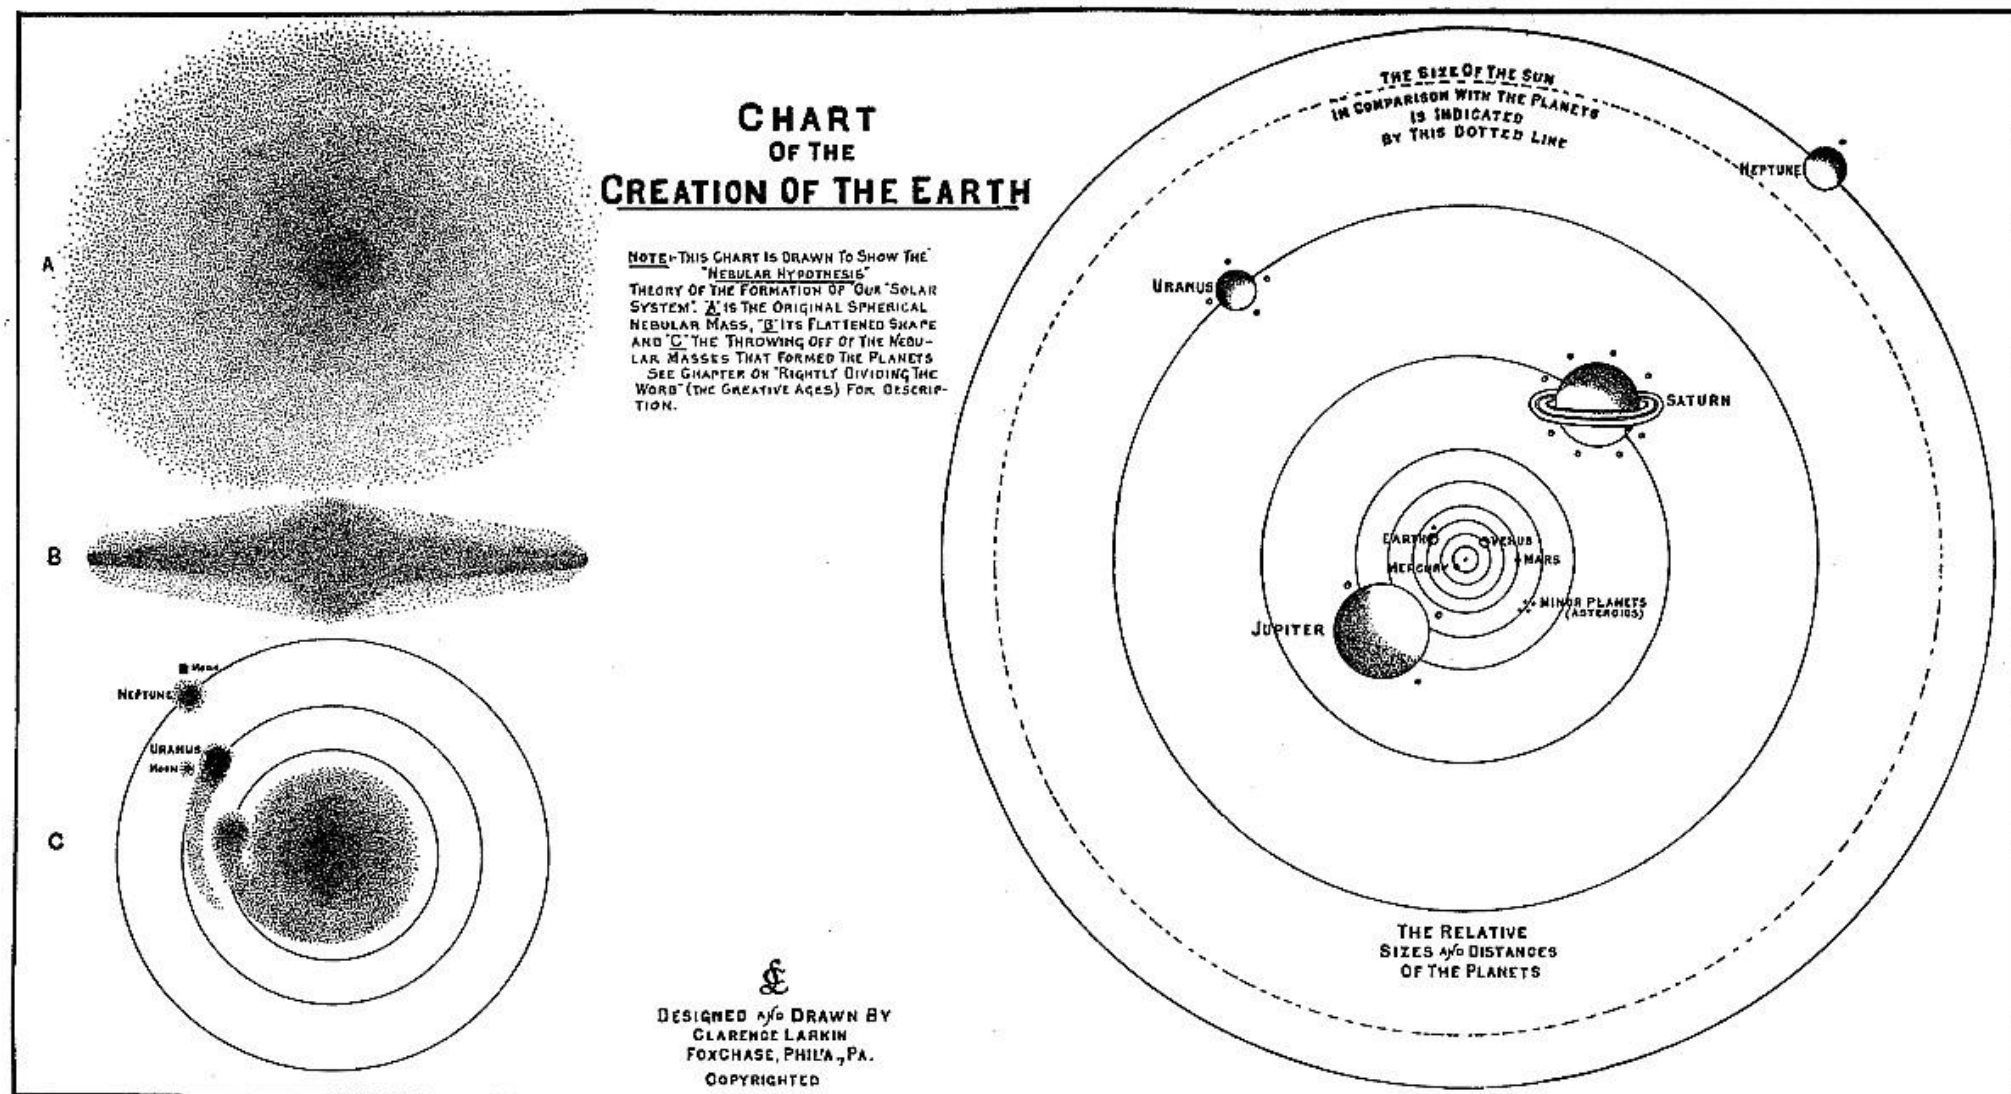 CHART
OF THE
CREATION OF THE EARTH
NOTE:- THIS CHART IS DRAWN TO SHOW THE
"NEBULAR HYPOTHESIS"
THEORY OF THE FORMATION OF OUR "SOLAR
SYSTEM". "A" IS THE ORIGINAL SPHERICAL
NEBULAR MASS, "B" ITS FLATTENED SHAPE
AND "C" THE THROWING OFF OF THE NEBU-
LAR MASSES THAT FORMED THE PLANETS
SEE CHAPTER ON "RIGHTLY DIVIDING THE
WORD" (THE CREATIVE AGES) FOR DESCRIP-
TION.
A
B
C
MOON
NEPTUNE
URANUS
MOON
THE SIZE OF THE SUN
IN COMPARISON WITH THE PLANETS
IS INDICATED
BY THIS DOTTED LINE
NEPTUNE
URANUS
SATURN
EARTH
VENUS
MERCURY
MARS
MINOR PLANETS
(ASTEROIDS)
JUPITER
THE RELATIVE
SIZES AND DISTANCES
OF THE PLANETS
DESIGNED AND DRAWN BY
CLARENCE LARKIN
FOXCHASE, PHIL'A., PA.
COPYRIGHTED